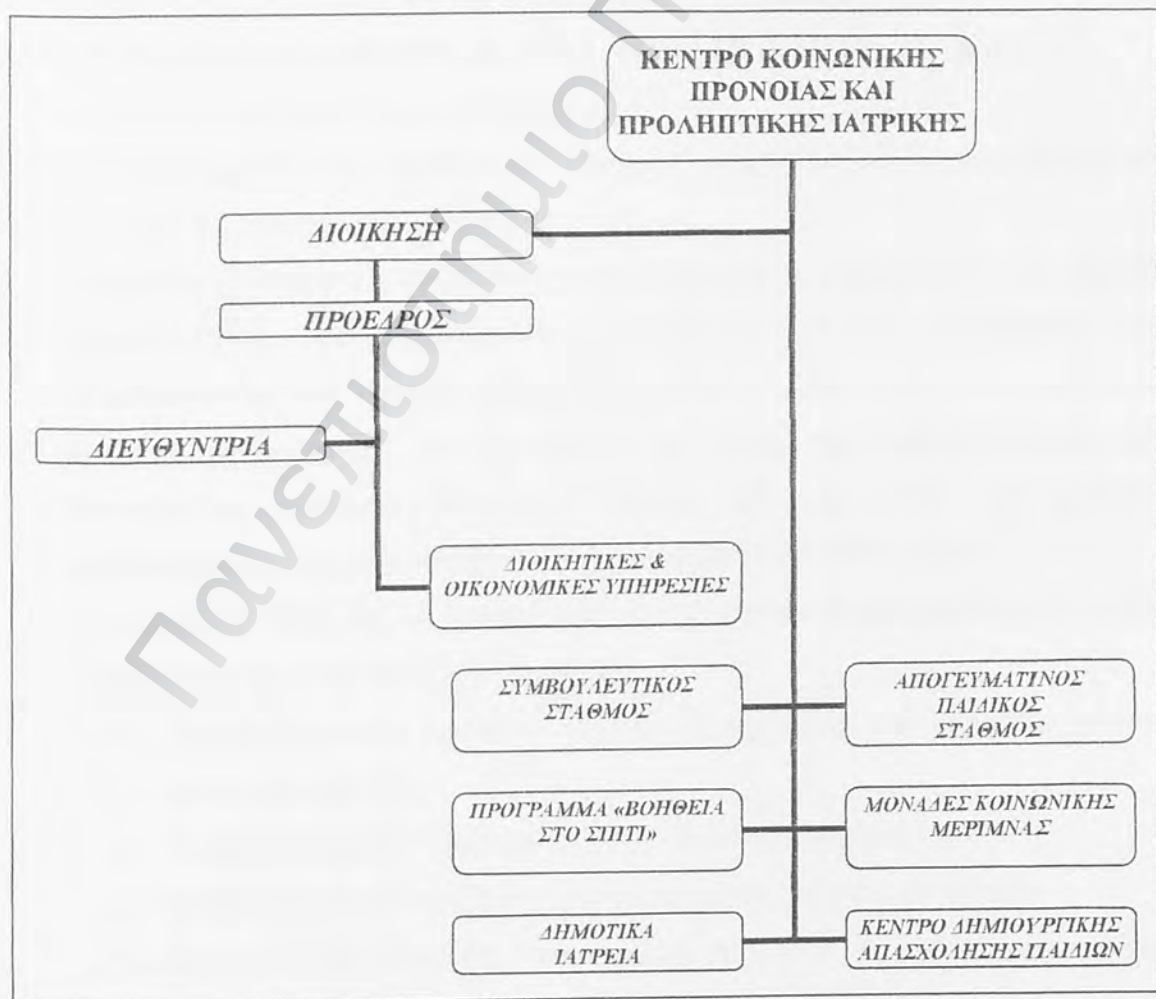 ΚΕΝΤΡΟ ΚΟΙΝΩΝΙΚΗΣ
ΠΡΟΝΟΙΑΣ ΚΑΙ
ΠΡΟΛΗΠΤΙΚΗΣ ΙΑΤΡΙΚΗΣ
ΔΙΟΙΚΗΣΗ
ΠΡΟΕΔΡΟΣ
ΔΙΕΥΘΥΝΤΡΙΑ
ΔΙΟΙΚΗΤΙΚΕΣ &
ΟΙΚΟΝΟΜΙΚΕΣ ΥΠΗΡΕΣΙΕΣ
ΣΥΜΒΟΥΛΕΥΤΙΚΟΣ
ΣΤΑΘΜΟΣ
ΑΠΟΓΕΥΜΑΤΙΝΟΣ
ΠΑΙΔΙΚΟΣ
ΣΤΑΘΜΟΣ
ΠΡΟΓΡΑΜΜΑ «ΒΟΗΘΕΙΑ
ΣΤΟ ΣΠΙΤΙ»
ΜΟΝΑΔΕΣ ΚΟΙΝΩΝΙΚΗΣ
ΜΕΡΙΜΝΑΣ
ΔΗΜΟΤΙΚΑ
ΙΑΤΡΕΙΑ
ΚΕΝΤΡΟ ΔΗΜΙΟΥΡΓΙΚΗΣ
ΑΠΑΣΧΟΛΗΣΗΣ ΠΑΙΔΙΩΝ
Πανεπιστήμιο